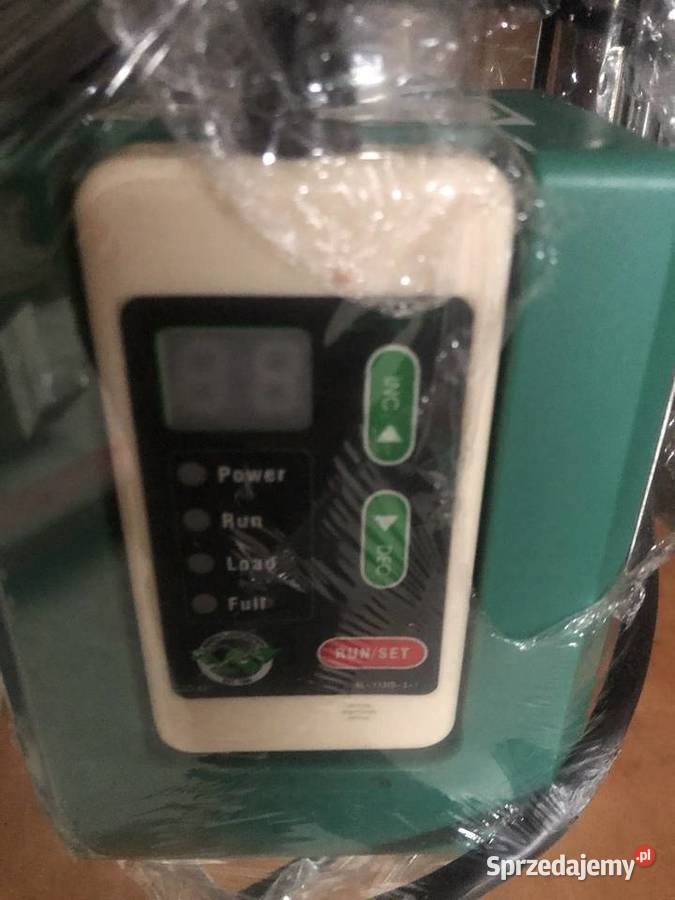 INC
Power
Run
Load
Full
DEC
RUN/SET
Sprzedajemy.pl